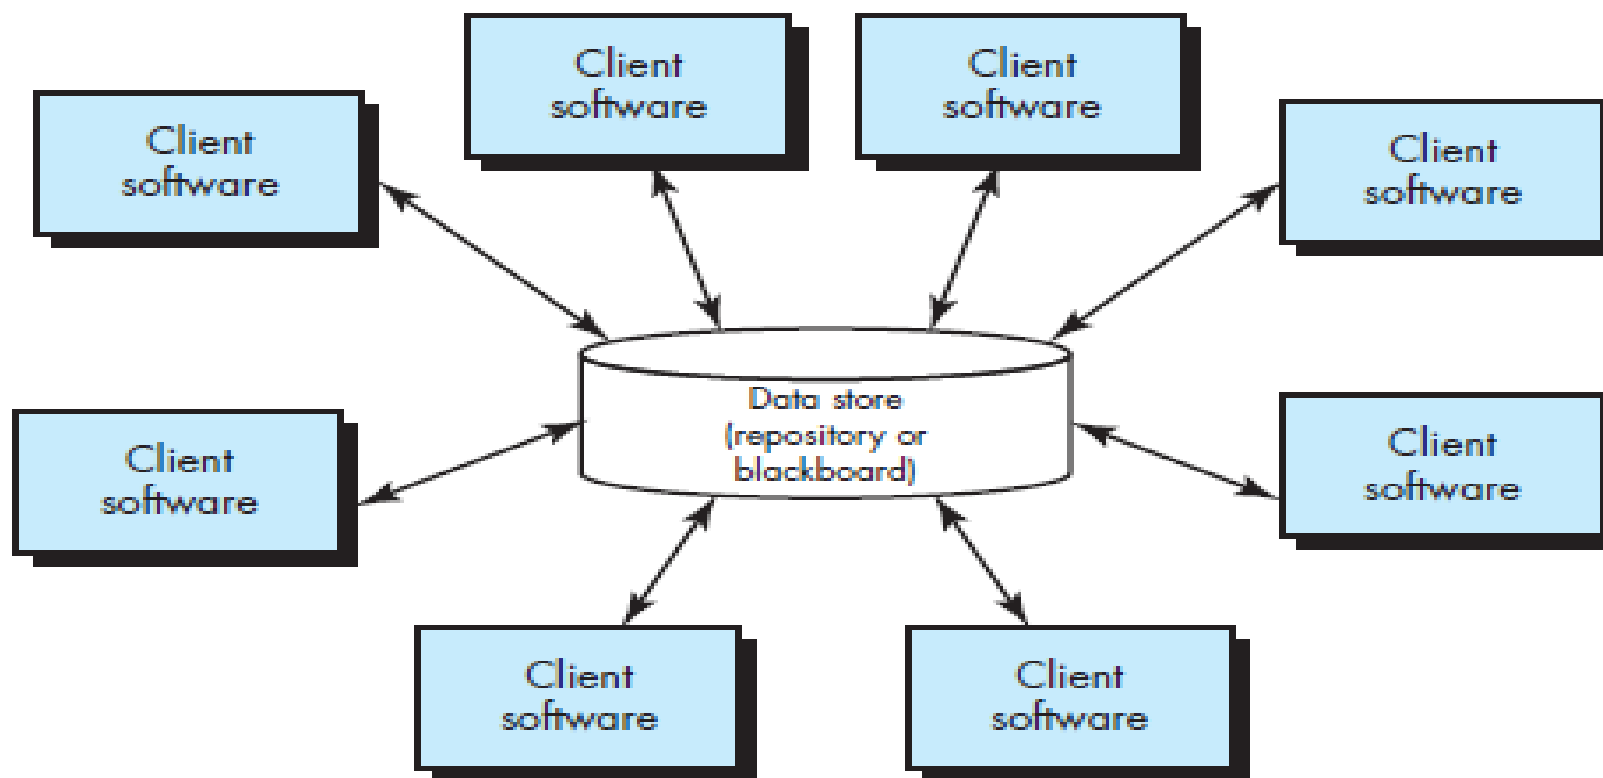 Client
software
Client
software
Client
software
Client
software
Data store
(repository or
blackboard)
Client
software
Client
software
Client
software
Client
software